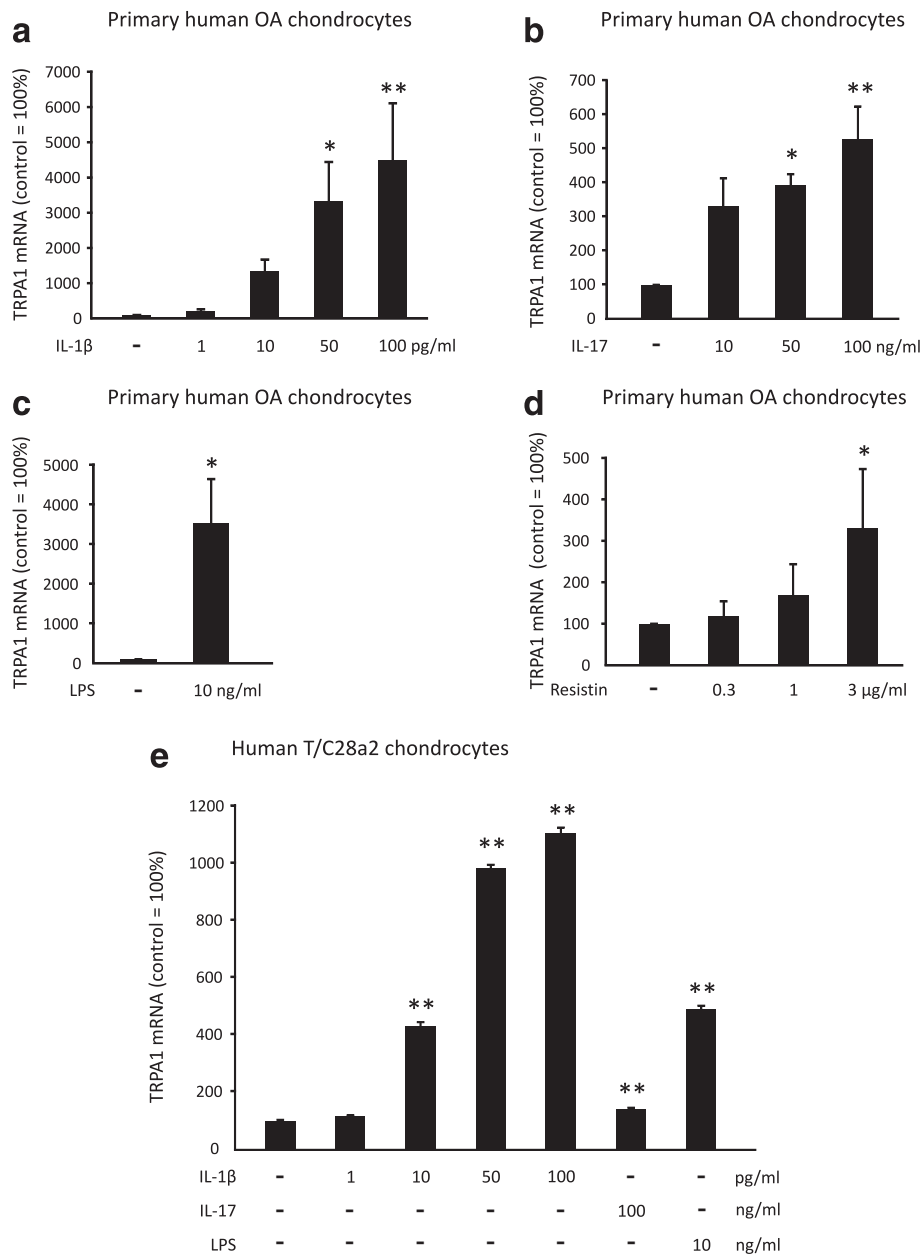 a
Primary human OA chondrocytes
TRPA1 mRNA (control = 100%)
7000
6000
5000
4000
3000
2000
1000
0
*
**
IL-1β - 1 10 50 100 pg/ml
b
Primary human OA chondrocytes
TRPA1 mRNA (control = 100%)
700
600
500
400
300
200
100
0
*
**
IL-17 - 10 50 100 ng/ml
c
Primary human OA chondrocytes
TRPA1 mRNA (control = 100%)
5000
4000
3000
2000
1000
0
*
LPS - 10 ng/ml
d
Primary human OA chondrocytes
TRPA1 mRNA (control = 100%)
500
400
300
200
100
0
*
Resistin - 0.3 1 3 µg/ml
e
Human T/C28a2 chondrocytes
TRPA1 mRNA (control = 100%)
1200
1000
800
600
400
200
0
**
**
**
**
**
IL-1β - 1 10 50 100 - - pg/ml
IL-17 - - - - - 100 - ng/ml
LPS - - - - - - 10 ng/ml